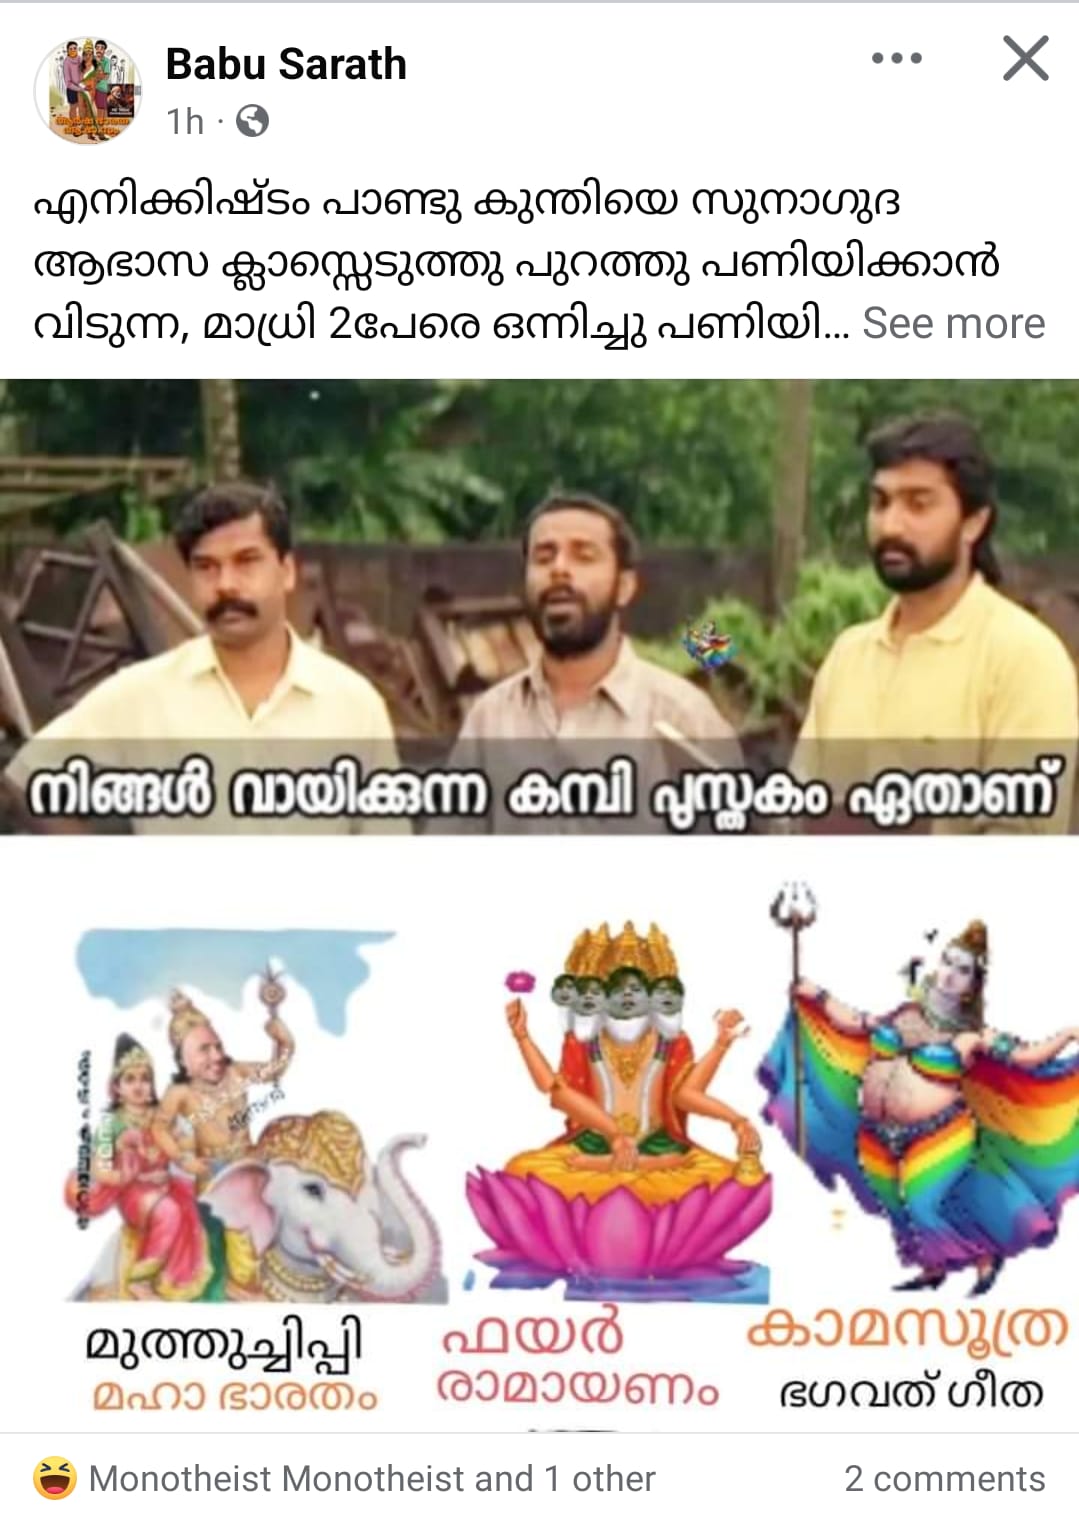 Babu Sarath
1h ·
എനിക്കിഷ്ടം പാണ്ടു കുന്തിയെ സുനാഗുദ
ആഭാസ ക്ലാസ്സെടുത്തു പുറത്തു പണിയിക്കാൻ
വിടുന്ന, മാധ്രി 2പേരെ ഒന്നിച്ചു പണിയി... See more
നിങ്ങൾ വായിക്കുന്ന കമ്പി പുസ്തകം ഏതാണ്
മുത്തുച്ചിപ്പി
മഹാ ഭാരതം
ഫയർ
രാമായണം
കാമസൂത്ര
ഭഗവത് ഗീത
Monotheist Monotheist and 1 other
2 comments